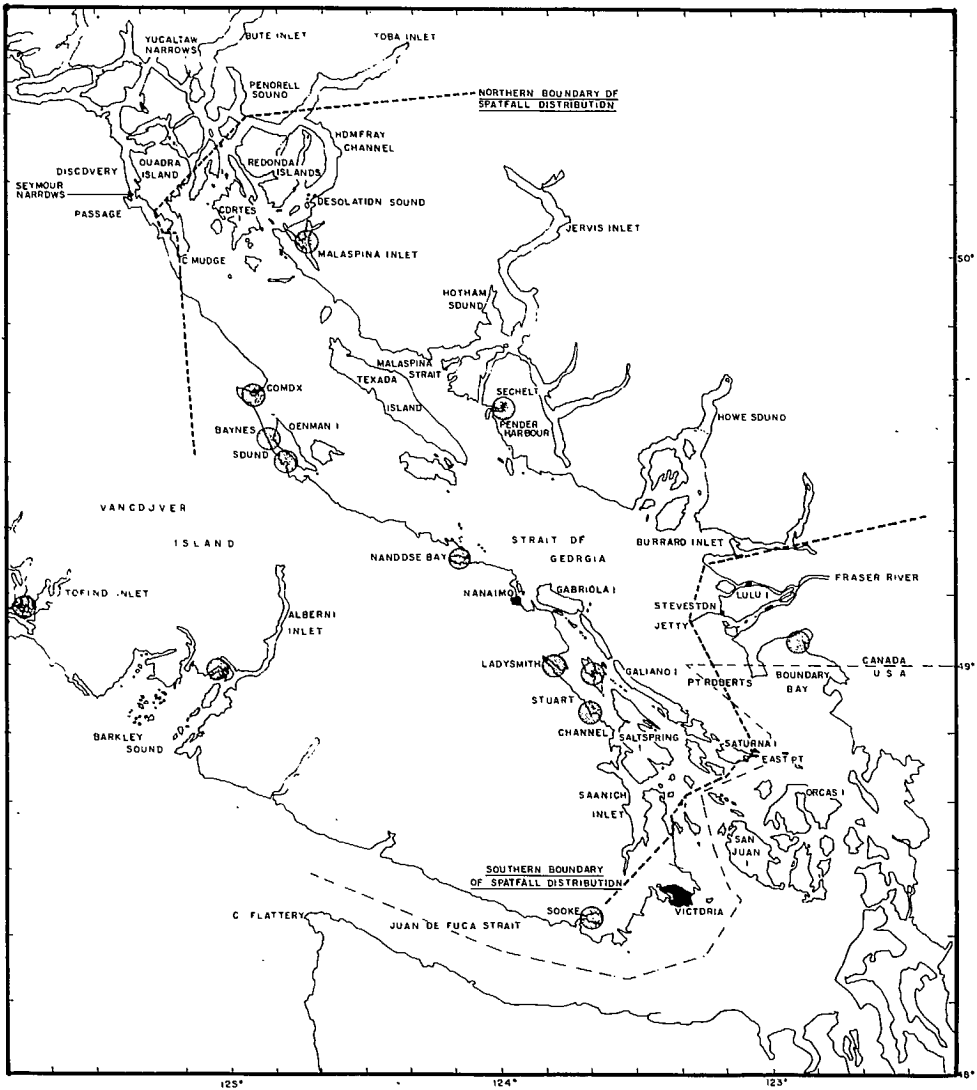 125° 124° 123°
YUCALTAW
NARROWS
BUTE INLET
TOBA INLET
PENDRELL
SOUND
NORTHERN BOUNDARY OF
SPATFALL DISTRIBUTION
HDMFRAY
CHANNEL
DISCOVERY
QUADRA
ISLAND
REDONDA
ISLANDS
SEYMOUR
NARROWS
PASSAGE
CORTES
I
DESOLATION SOUND
JERVIS INLET
C MUDGE
MALASPINA INLET
50°
HOTHAM
SOUND
MALASPINA
STRAIT
TEXADA
ISLAND
COMOX
SECHELT
PENDER
HARBOUR
HOWE SOUND
BAYNES
DENMAN I
SOUND
VANCOUVER
ISLAND
STRAIT OF
GEORGIA
BURRARD INLET
NANOOSE BAY
FRASER RIVER
TOFINO INLET
NANAIMO
GABRIOLA I
LULU I
STEVESTON
JETTY
ALBERNI
INLET
LADYSMITH
GALIANO I
CANADA
USA
49°
PT ROBERTS
BOUNDARY
BAY
STUART
CHANNEL
BARKLEY
SOUND
SALTSPRING
I
SATURNA I
EAST PT
SAANICH
INLET
ORCAS I
SAN
JUAN
I
SOUTHERN BOUNDARY
OF SPATFALL DISTRIBUTION
SOOKE
VICTORIA
C FLATTERY
JUAN DE FUCA STRAIT
125° 124° 123° 48°